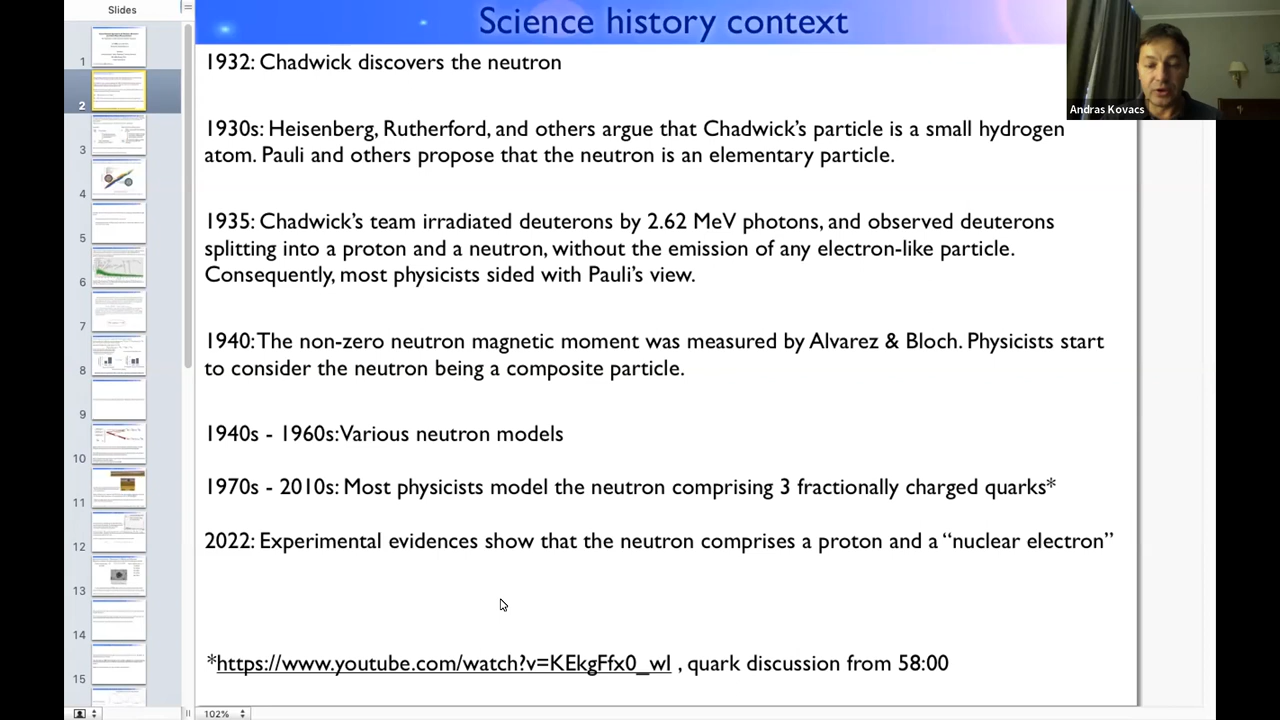 Slides
Science history context
Andras Kovacs
1932: Chadwick discovers the neutron
1930s: Heisenberg, Rutherford, and others argue that Chadwick's particle is a small hydrogen
atom. Pauli and others propose that the neutron is an elementary particle.
1935: Chadwick's team irradiated deuterons by 2.62 MeV photons, and observed deuterons
splitting into a proton and a neutron, without the emission of any electron-like particle.
Consequently, most physicists sided with Pauli's view.
1940: The non-zero neutron magnetic moment was measured by Alvarez & Bloch. Physicists start
to consider the neutron being a composite particle.
1940s - 1960s: Various neutron models
1970s - 2010s: Most physicists model the neutron comprising 3 fractionally charged quarks*
2022: Experimental evidences show that the neutron comprises a proton and a “nuclear electron”
*https://www.youtube.com/watch?v=KEkgFfx0_wI , quark discussion from 58:00
1
2
3
4
5
6
7
8
9
10
11
12
13
14
15
102%